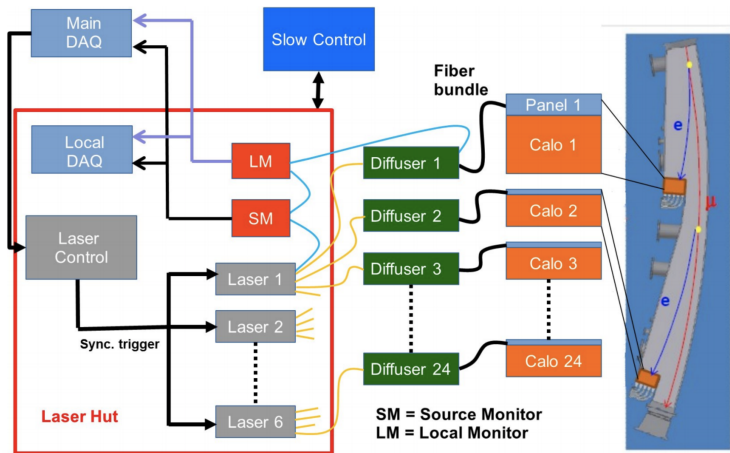 Main
DAQ
Slow Control
Fiber
bundle
Panel 1
Calo 1
Local
DAQ
LM
Diffuser 1
SM
Diffuser 2
Calo 2
Laser
Control
Laser 1
Diffuser 3
Calo 3
Laser 2
Sync. trigger
Diffuser 24
Calo 24
Laser Hut
Laser 6
SM = Source Monitor
LM = Local Monitor
e
μ
e